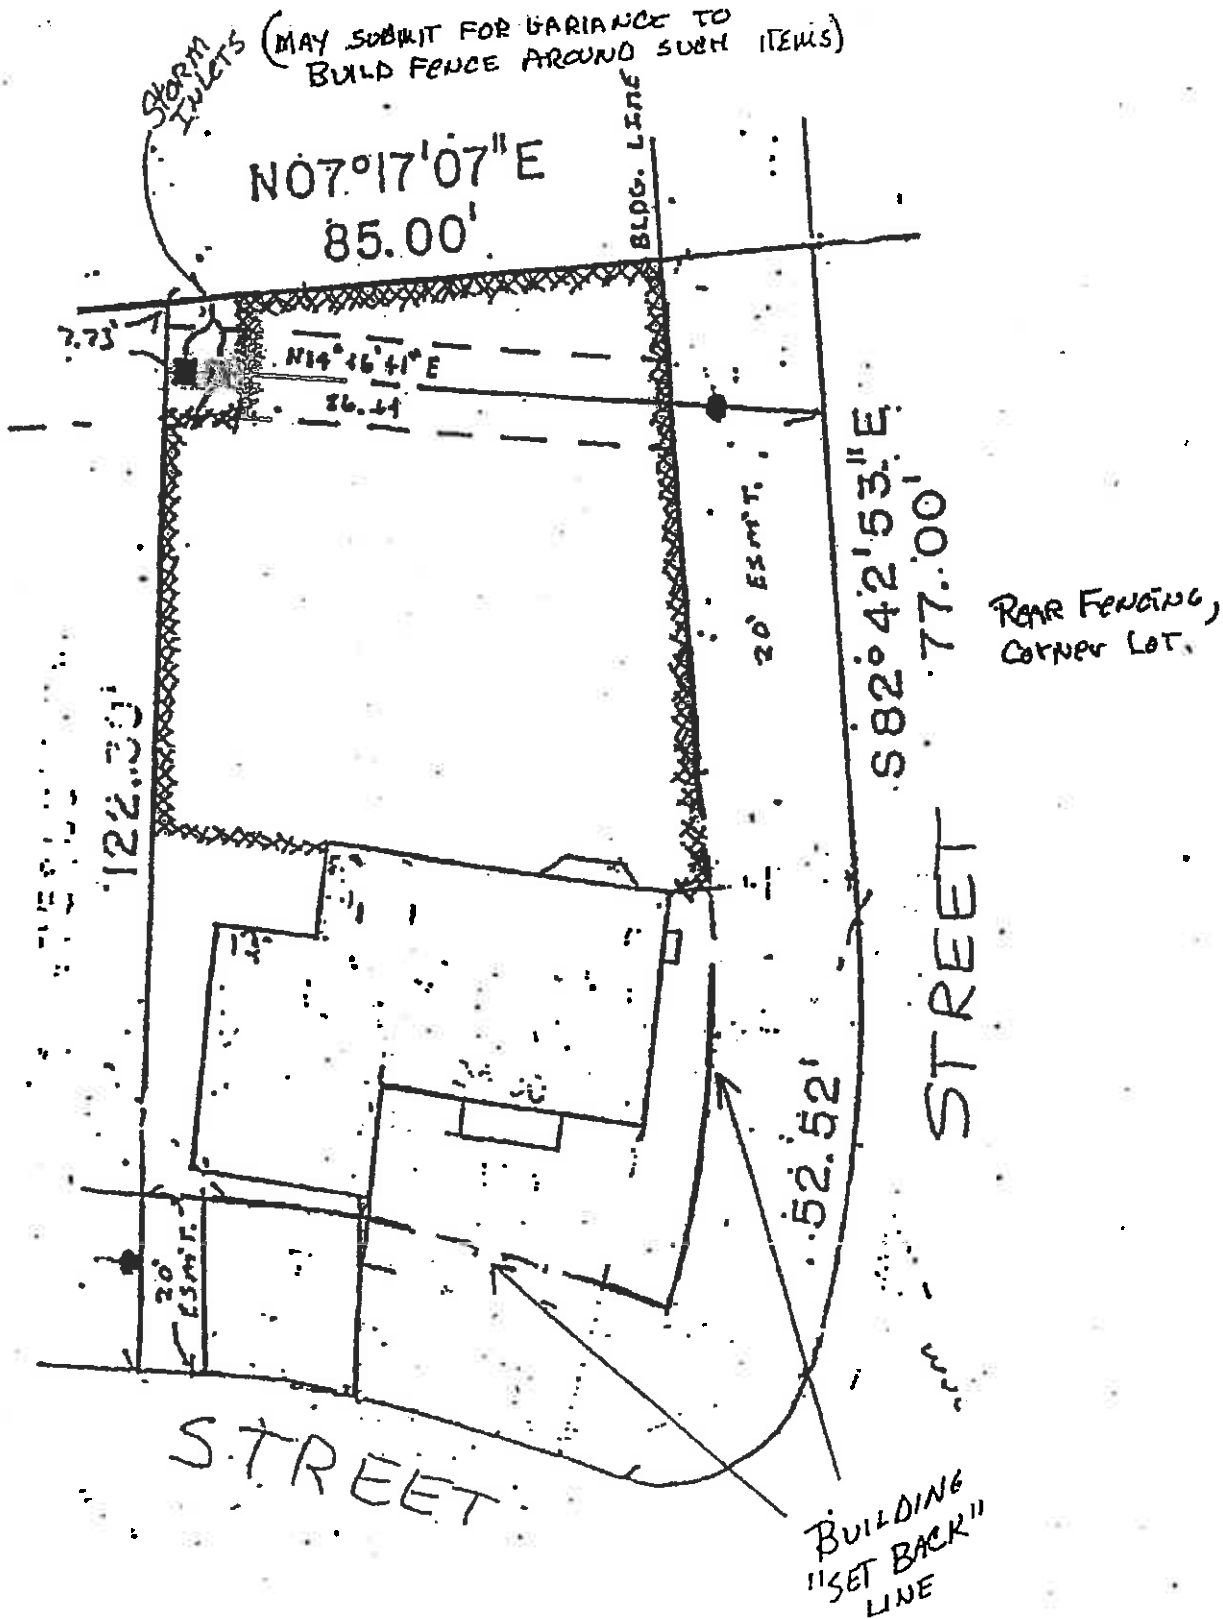 (MAY SUBMIT FOR VARIANCE TO
BUILD FENCE AROUND SUCH ITEMS)
STORM
INLETS
BLDG. LINE
N07°17'07"E
85.00'
7.73'
N14° 46' 41" E
86.
20' ESM'T.
S82°42'53"E
77.00'
REAR FENCING,
CORNER LOT.
STREET
52.52'
20'
ESM'T.
STREET
BUILDING
"SET BACK"
LINE